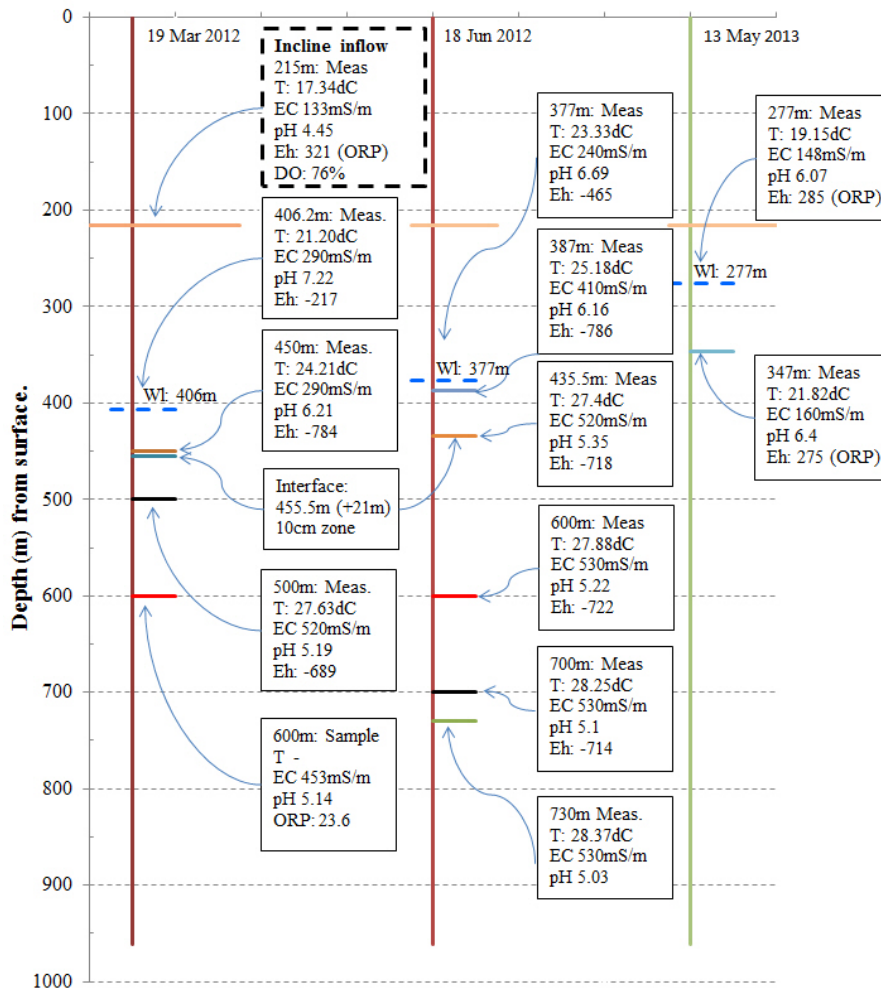 0
100
200
300
400
500
600
700
800
900
1000
Depth (m) from surface.
19 Mar 2012
18 Jun 2012
13 May 2013
Incline inflow
215m: Meas
T: 17.34dC
EC 133mS/m
pH 4.45
Eh: 321 (ORP)
DO: 76%
406.2m: Meas.
T: 21.20dC
EC 290mS/m
pH 7.22
Eh: -217
Wl: 406m
450m: Meas.
T: 24.21dC
EC 290mS/m
pH 6.21
Eh: -784
Interface:
455.5m (+21m)
10cm zone
500m: Meas.
T: 27.63dC
EC 520mS/m
pH 5.19
Eh: -689
600m: Sample
T -
EC 453mS/m
pH 5.14
ORP: 23.6
377m: Meas
T: 23.33dC
EC 240mS/m
pH 6.69
Eh: -465
Wl: 377m
387m: Meas
T: 25.18dC
EC 410mS/m
pH 6.16
Eh: -786
435.5m: Meas
T: 27.4dC
EC 520mS/m
pH 5.35
Eh: -718
600m: Meas
T: 27.88dC
EC 530mS/m
pH 5.22
Eh: -722
700m: Meas
T: 28.25dC
EC 530mS/m
pH 5.1
Eh: -714
730m Meas.
T: 28.37dC
EC 530mS/m
pH 5.03
277m: Meas
T: 19.15dC
EC 148mS/m
pH 6.07
Eh: 285 (ORP)
Wl: 277m
347m: Meas
T: 21.82dC
EC 160mS/m
pH 6.4
Eh: 275 (ORP)